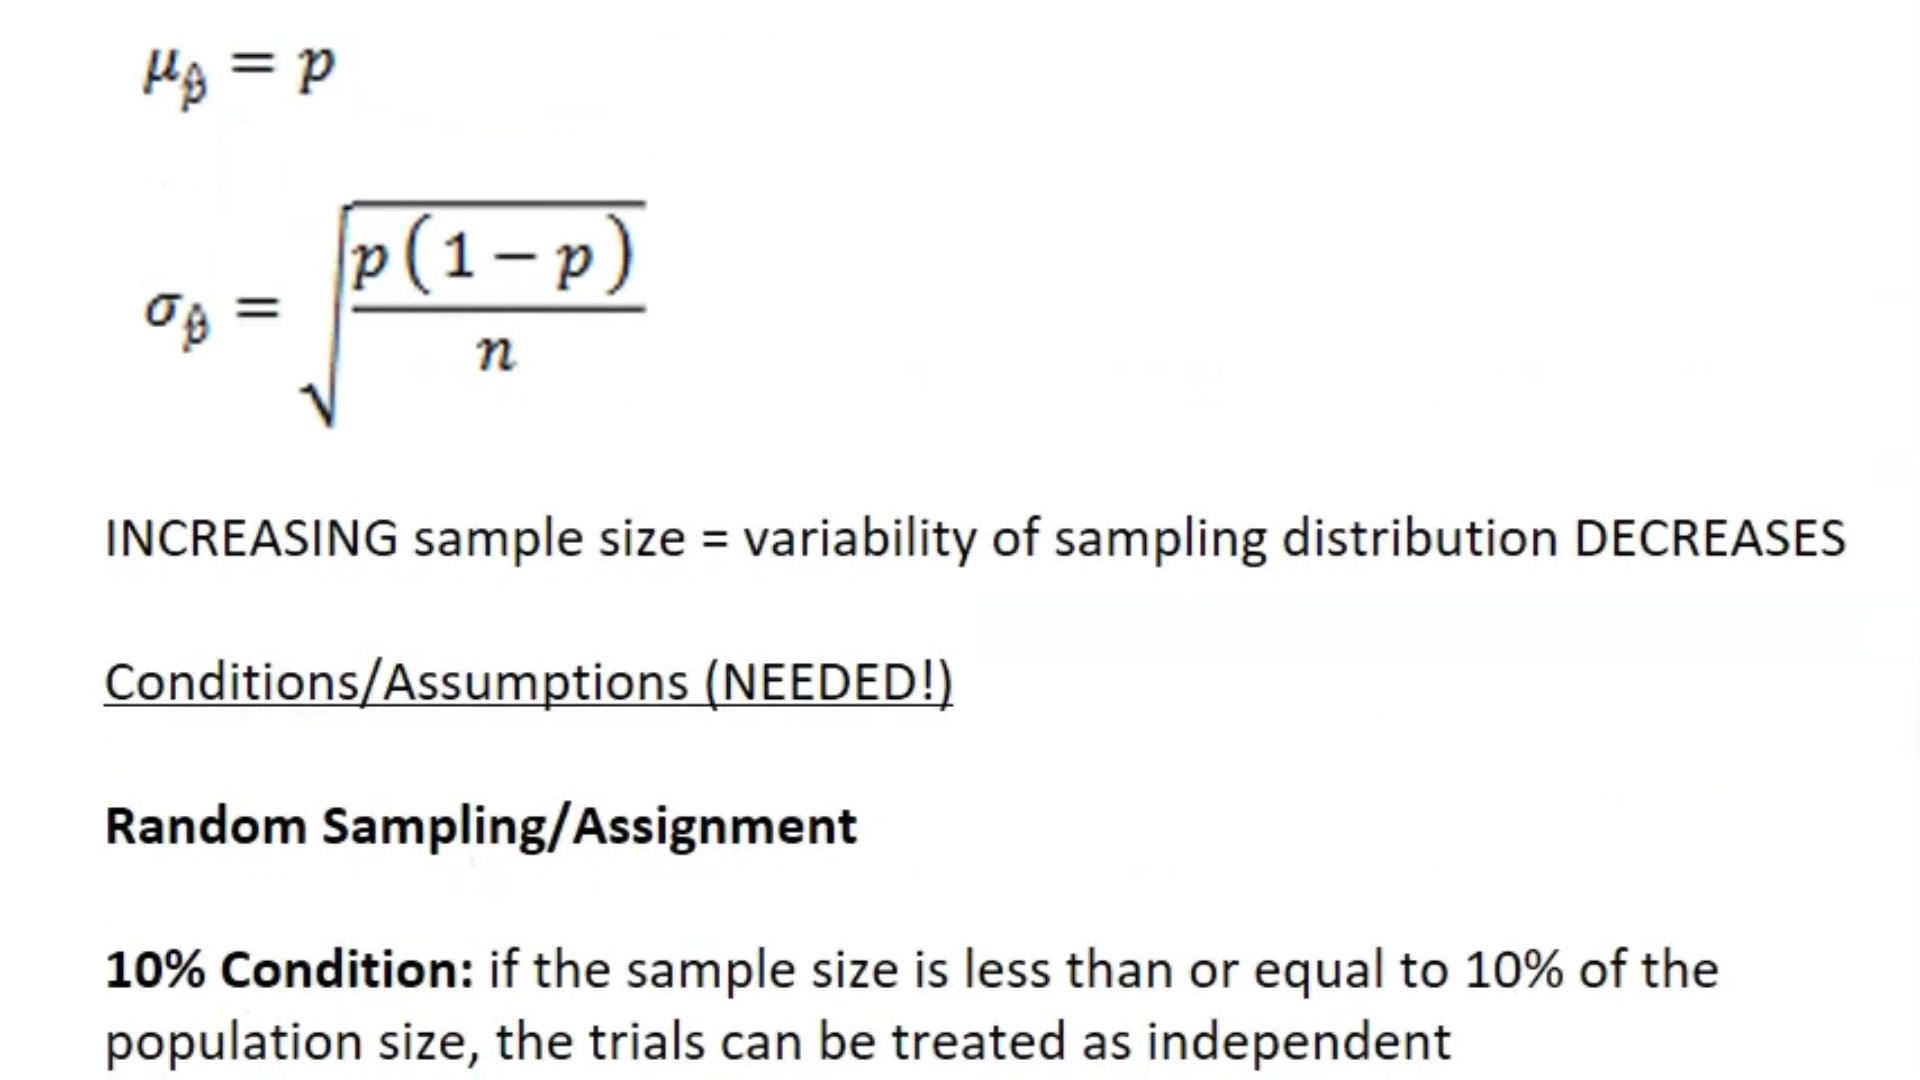 μ_p̂ = p
σ_p̂ = √(p(1 − p)/n)
INCREASING sample size = variability of sampling distribution DECREASES
Conditions/Assumptions (NEEDED!)
Random Sampling/Assignment
10% Condition: if the sample size is less than or equal to 10% of the
population size, the trials can be treated as independent